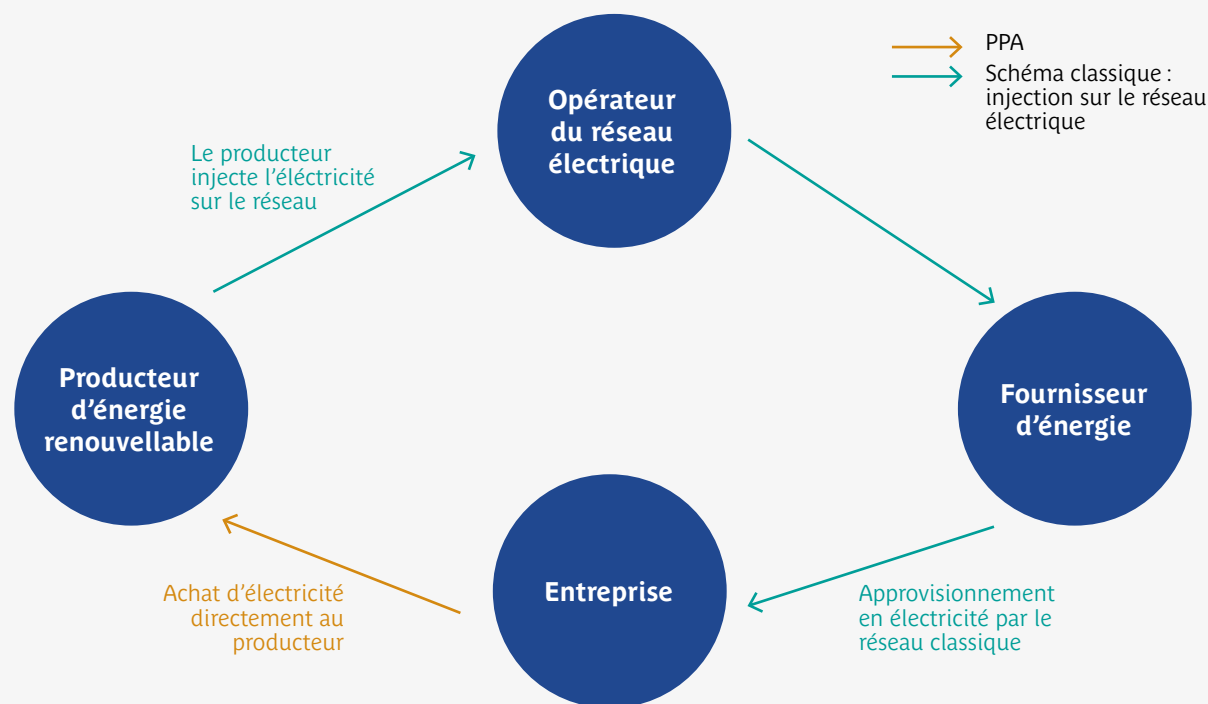 PPA
Schéma classique :
injection sur le réseau
électrique
Opérateur
du réseau
électrique
Le producteur
injecte l'éléctricité
sur le réseau
Producteur
d'énergie
renouvellable
Fournisseur
d'énergie
Entreprise
Achat d'électricité
directement au
producteur
Approvisionnement
en électricité par le
réseau classique